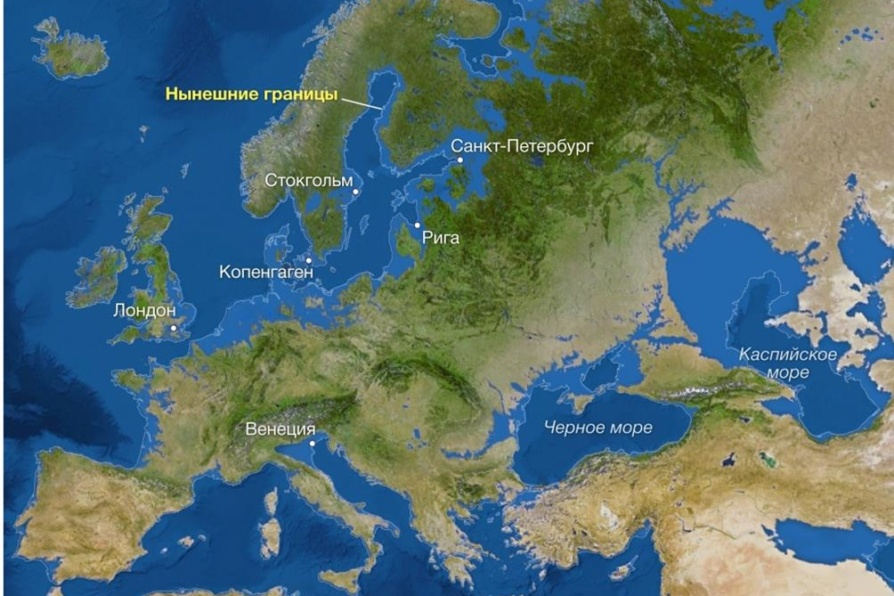 Нынешние границы
Санкт-Петербург
Стокгольм
Рига
Копенгаген
Лондон
Каспийское
море
Черное море
Венеция